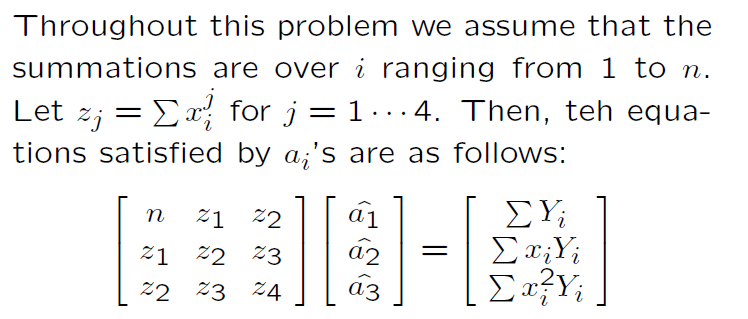 Throughout this problem we assume that the
summations are over i ranging from 1 to n.
Let z_j = ∑ x_i^j for j = 1 ··· 4. Then, teh equa-
tions satisfied by a_i's are as follows:
[ n z_1 z_2 ] [ â_1 ] [ ∑ Y_i ]
[ z_1 z_2 z_3 ] [ â_2 ] = [ ∑ x_i Y_i ]
[ z_2 z_3 z_4 ] [ â_3 ] [ ∑ x_i^2 Y_i ]